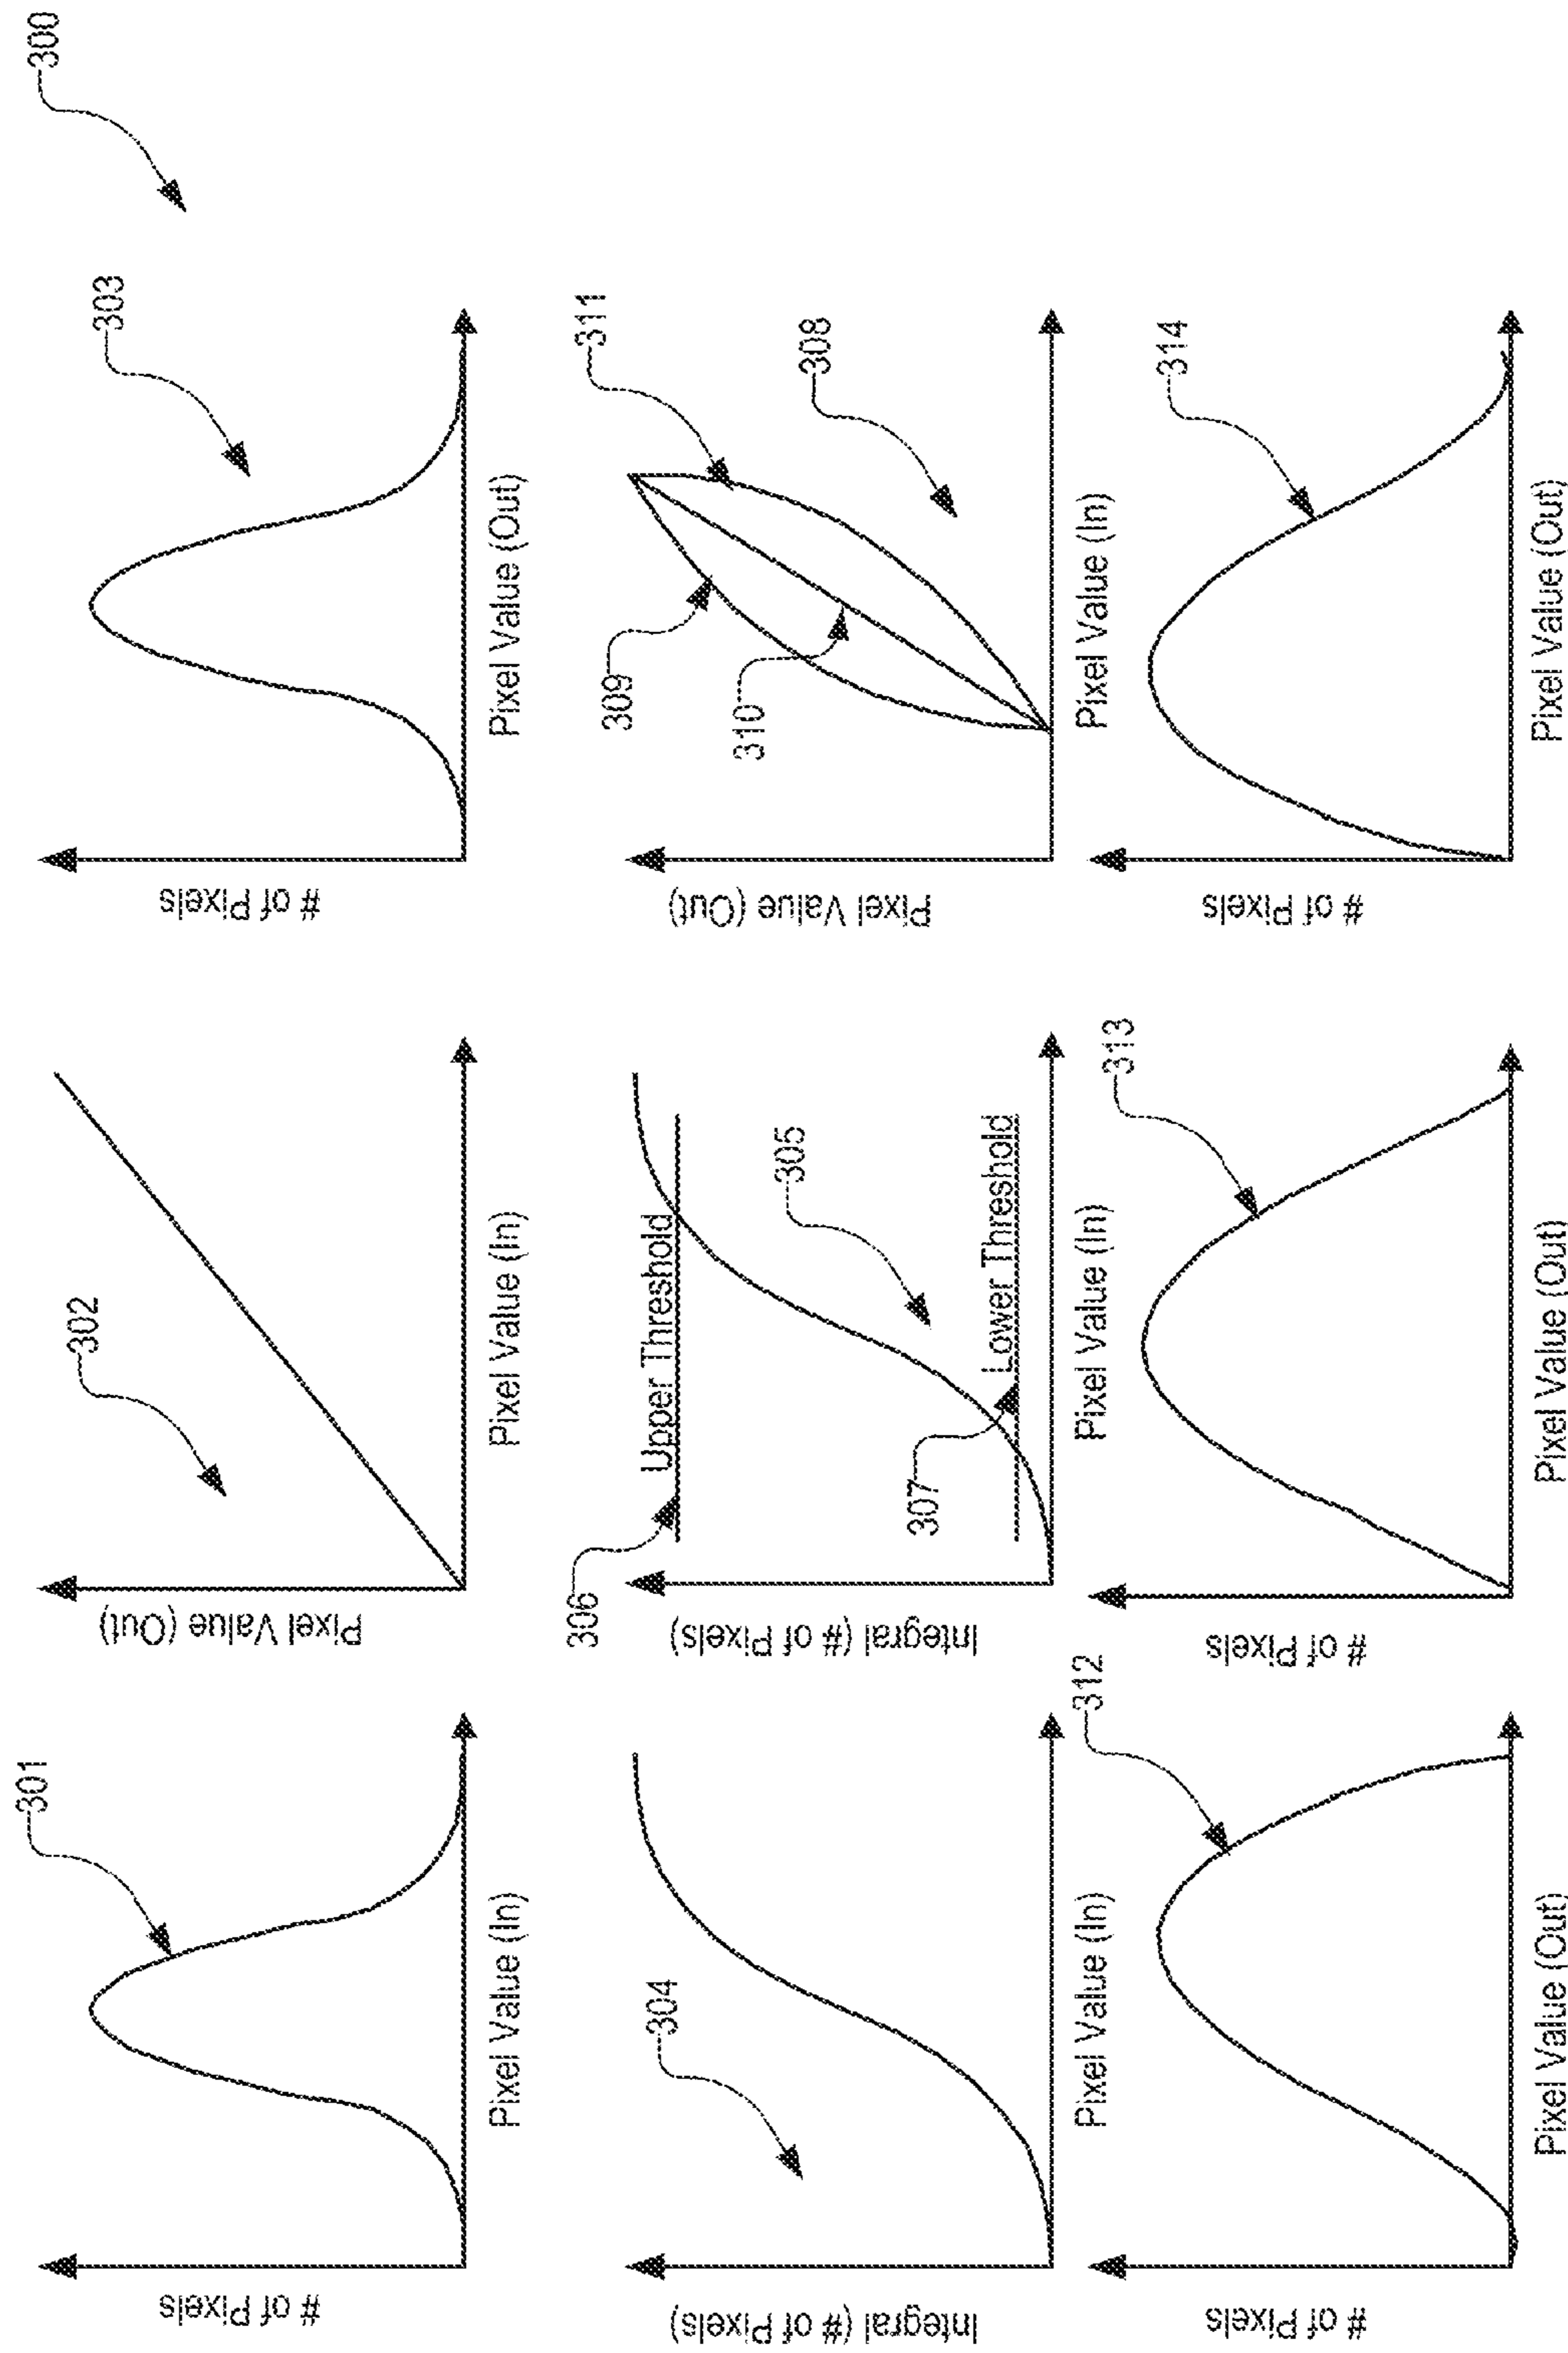 300
301
# of Pixels
Pixel Value (In)
302
Pixel Value (Out)
Pixel Value (In)
303
# of Pixels
Pixel Value (Out)
304
Integral (# of Pixels)
Pixel Value (In)
306
Upper Threshold
305
307
Lower Threshold
Integral (# of Pixels)
Pixel Value (In)
309
310
311
308
Pixel Value (Out)
Pixel Value (In)
312
# of Pixels
Pixel Value (Out)
313
# of Pixels
Pixel Value (Out)
314
# of Pixels
Pixel Value (Out)